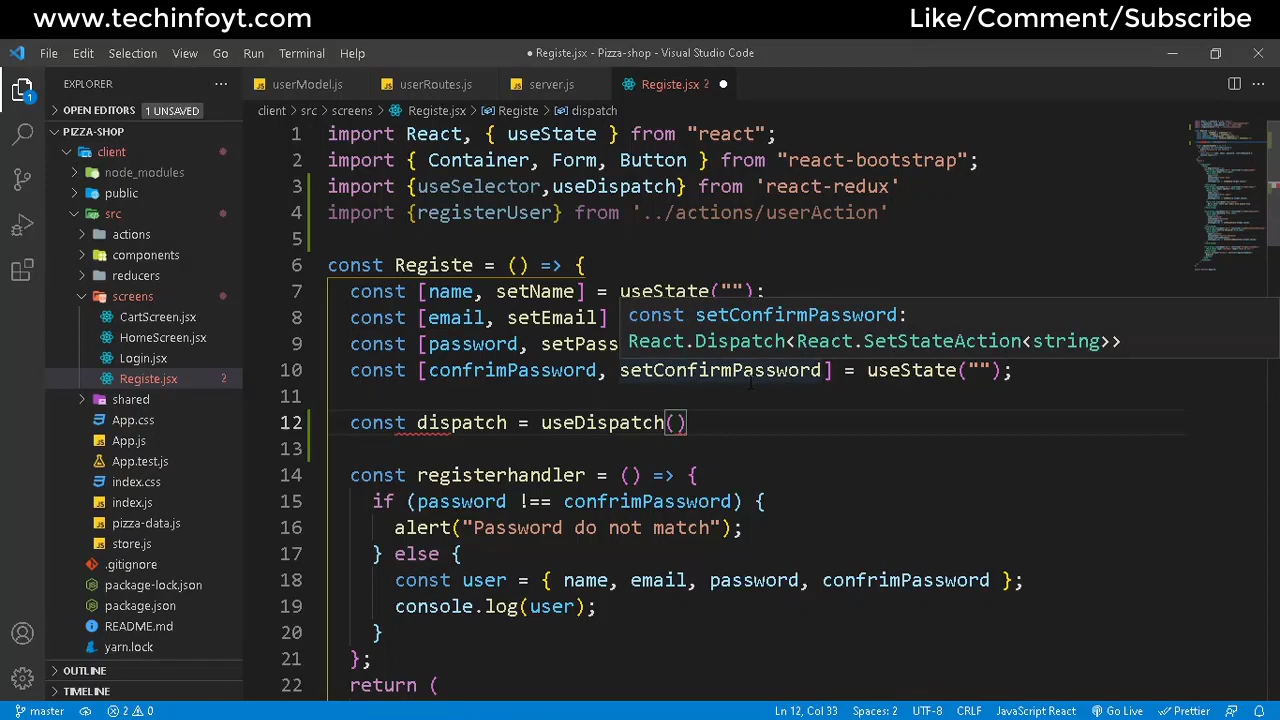 www.techinfoyt.com
Like/Comment/Subscribe
File Edit Selection View Go Run Terminal Help
● Registe.jsx - Pizza-shop - Visual Studio Code
EXPLORER
userModel.js
userRoutes.js
server.js
Registe.jsx 2
OPEN EDITORS 1 UNSAVED
client > src > screens > Registe.jsx > Registe > dispatch
PIZZA-SHOP
client
node_modules
public
src
actions
components
reducers
screens
CartScreen.jsx
HomeScreen.jsx
Login.jsx
Registe.jsx 2
shared
App.css
App.js
App.test.js
index.css
index.js
pizza-data.js
store.js
.gitignore
package-lock.json
package.json
README.md
yarn.lock
OUTLINE
TIMELINE
1
1 import React, { useState } from "react";
2 import { Container, Form, Button } from "react-bootstrap";
3 import {useSelector,useDispatch} from 'react-redux'
4 import {registerUser} from '../actions/userAction'
5
6 const Registe = () => {
7 const [name, setName] = useState("");
8 const [email, setEmail]
9 const [password, setPass
const setConfirmPassword:
React.Dispatch<React.SetStateAction<string>>
10 const [confrimPassword, setConfirmPassword] = useState("");
11
12 const dispatch = useDispatch()
13
14 const registerhandler = () => {
15 if (password !== confrimPassword) {
16 alert("Password do not match");
17 } else {
18 const user = { name, email, password, confrimPassword };
19 console.log(user);
20 }
21 };
22 return (
master 2 0 Ln 12, Col 33 Spaces: 2 UTF-8 CRLF JavaScript React Go Live Prettier